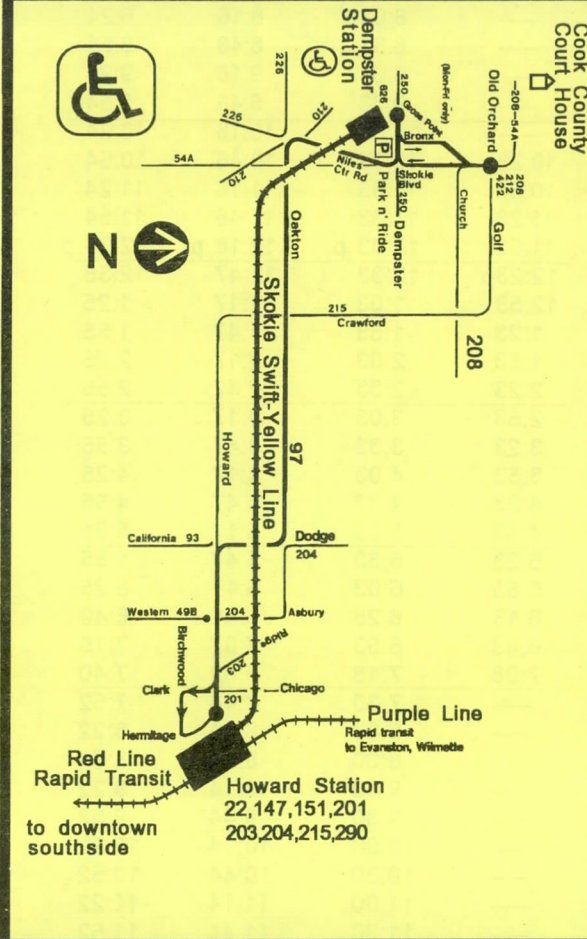 Cook County
Court House
Dempster
Station
226
226
210
210
54A
250
626
Gross Point
(Mon-Fri only)
Bronx
P
Niles
Ctr Rd
Skokie
Blvd
Park n' Ride
Dempster
250
Old Orchard
-208-54A-
208
212
422
Church
Golf
208
215
Crawford
N
Oakton
Skokie Swift-Yellow Line
97
Howard
California 93
Dodge
204
Western 49B
204
Asbury
Birchwood
Ridge
203
Clark
Chicago
201
Hermitage
Purple Line
Rapid transit
to Evanston, Wilmette
Red Line
Rapid Transit
to downtown
southside
Howard Station
22,147,151,201
203,204,215,290